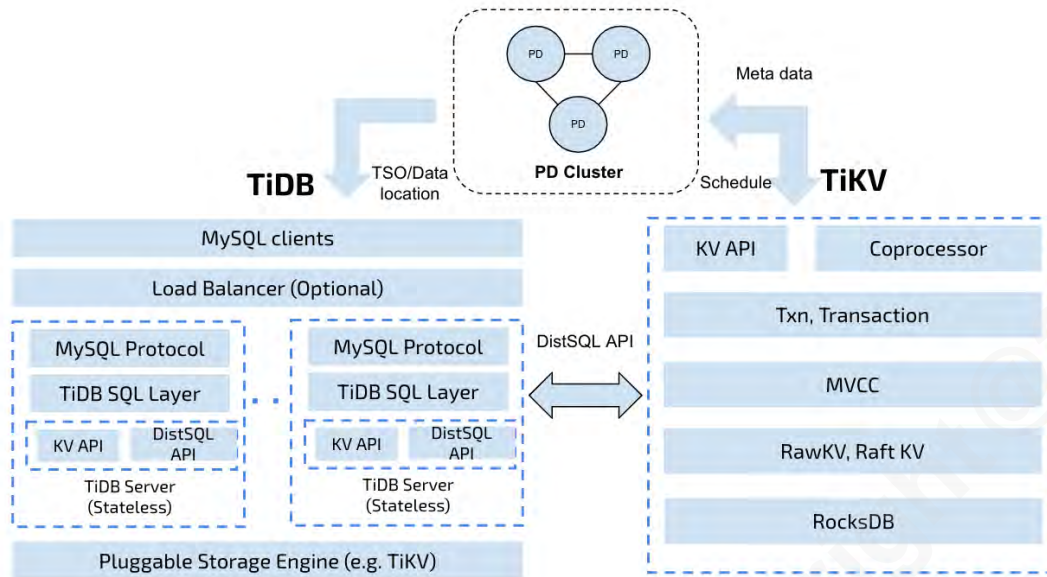 PD
PD
PD
PD Cluster
Meta data
TSO/Data
location
Schedule
TiDB
TiKV
MySQL clients
Load Balancer (Optional)
MySQL Protocol
TiDB SQL Layer
KV API
DistSQL
API
TiDB Server
(Stateless)
. .
MySQL Protocol
TiDB SQL Layer
KV API
DistSQL
API
TiDB Server
(Stateless)
Pluggable Storage Engine (e.g. TiKV)
DistSQL API
KV API
Coprocessor
Txn, Transaction
MVCC
RawKV, Raft KV
RocksDB